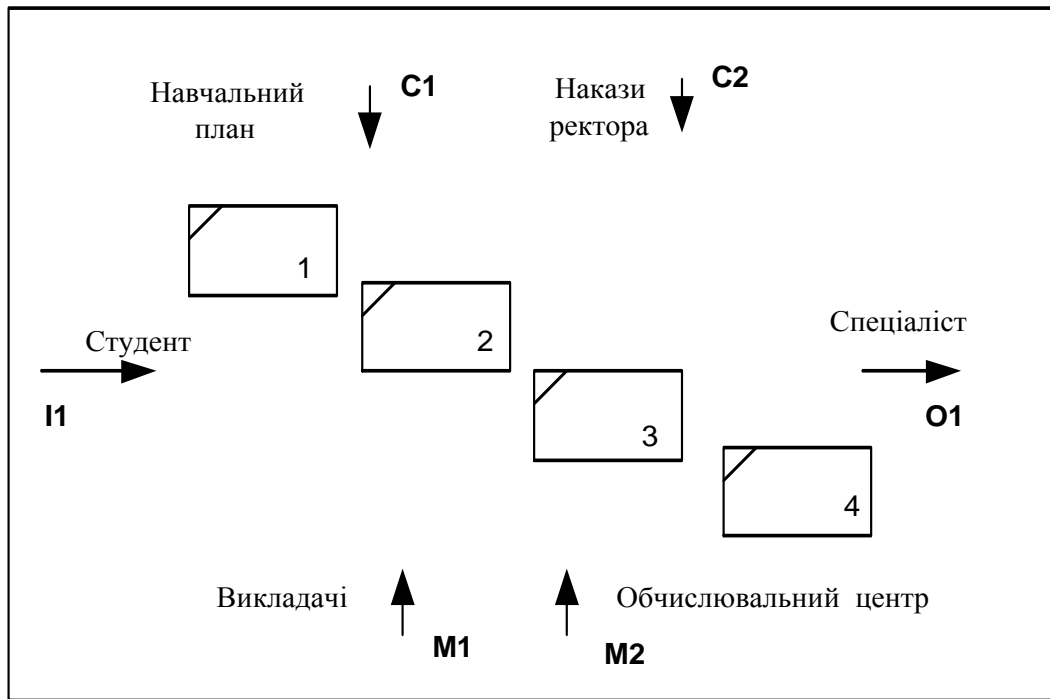 Навчальний
план
C1
Накази
ректора
C2
1
2
3
4
Студент
I1
Спеціаліст
O1
Викладачі
M1
M2
Обчислювальний центр